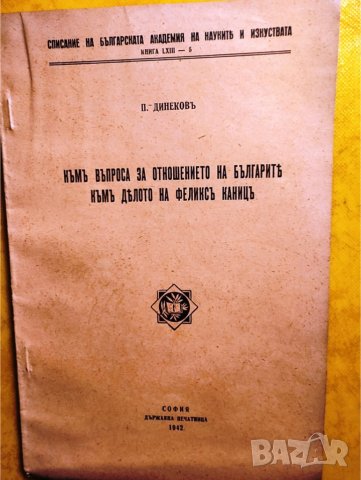 СПИСАНИЕ НА БЪЛГАРСКАТА АКАДЕМИЯ НА НАУКИТѢ И ИЗКУСТВАТА
КНИГА LXIII — 5
П. ДИНЕКОВЪ
КЪМЪ ВЪПРОСА ЗА ОТНОШЕНИЕТО НА БЪЛГАРИТѢ
КЪМЪ ДѢЛОТО НА ФЕЛИКСЪ КАНИЦЪ
СОФИЯ
ДЪРЖАВНА ПЕЧАТНИЦА
1942
BAZAR
bg